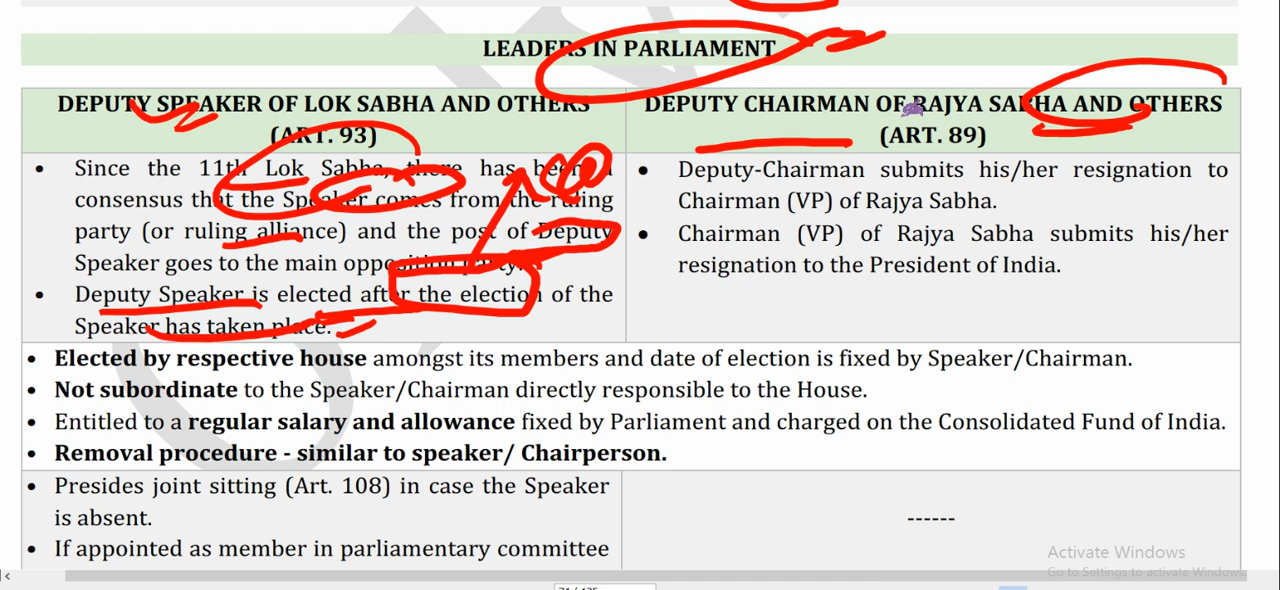 LEADERS IN PARLIAMENT
DEPUTY SPEAKER OF LOK SABHA AND OTHERS
(ART. 93)
DEPUTY CHAIRMAN OF RAJYA SABHA AND OTHERS
(ART. 89)
• Since the 11th Lok Sabha, there has been a
consensus that the Speaker comes from the ruling
party (or ruling alliance) and the post of Deputy
Speaker goes to the main opposition party.
• Deputy Speaker is elected after the election of the
Speaker has taken place.
• Deputy-Chairman submits his/her resignation to
Chairman (VP) of Rajya Sabha.
• Chairman (VP) of Rajya Sabha submits his/her
resignation to the President of India.
• Elected by respective house amongst its members and date of election is fixed by Speaker/Chairman.
• Not subordinate to the Speaker/Chairman directly responsible to the House.
• Entitled to a regular salary and allowance fixed by Parliament and charged on the Consolidated Fund of India.
• Removal procedure - similar to speaker/ Chairperson.
• Presides joint sitting (Art. 108) in case the Speaker
is absent.
• If appointed as member in parliamentary committee
------
Activate Windows
Go to Settings to activate Windows.